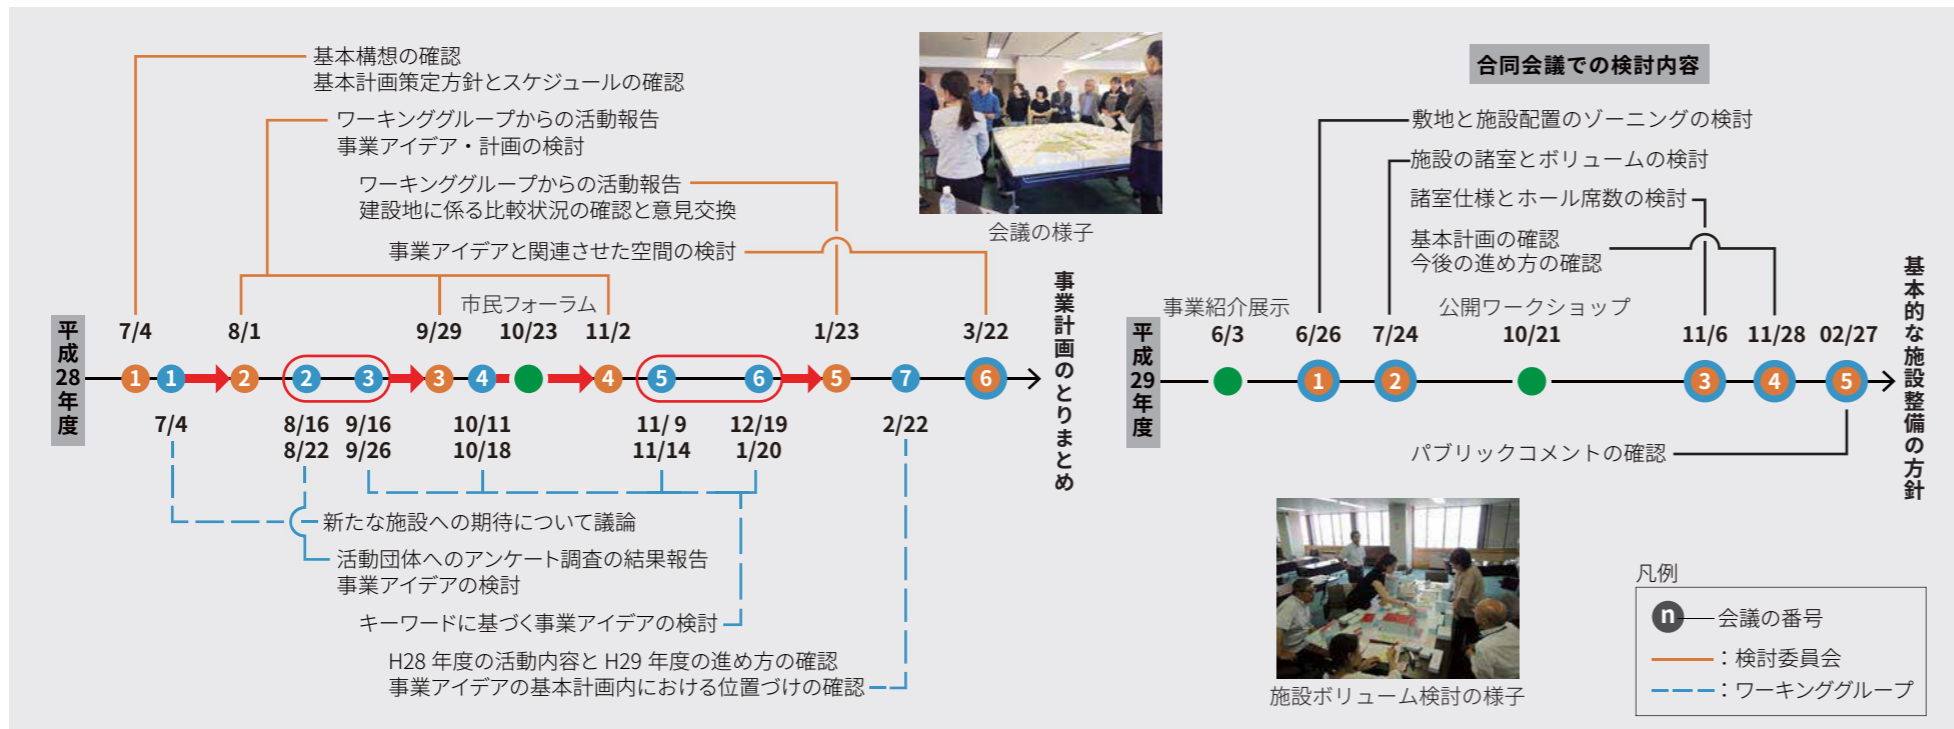 基本構想の確認
基本計画策定方針とスケジュールの確認
ワーキンググループからの活動報告
事業アイデア・計画の検討
ワーキンググループからの活動報告
建設地に係る比較状況の確認と意見交換
事業アイデアと関連させた空間の検討
会議の様子
市民フォーラム
平成28年度
7/4 8/1 9/29 10/23 11/2 1/23 3/22
1 1 2 2 3 3 4 4 5 6 5 7 6
7/4 8/16 9/16 10/11 11/ 9 12/19 2/22
8/22 9/26 10/18 11/14 1/20
事業計画のとりまとめ
新たな施設への期待について議論
活動団体へのアンケート調査の結果報告
事業アイデアの検討
キーワードに基づく事業アイデアの検討
H28 年度の活動内容と H29 年度の進め方の確認
事業アイデアの基本計画内における位置づけの確認
合同会議での検討内容
敷地と施設配置のゾーニングの検討
施設の諸室とボリュームの検討
諸室仕様とホール席数の検討
基本計画の確認
今後の進め方の確認
事業紹介展示 公開ワークショップ
平成29年度
6/3 6/26 7/24 10/21 11/6 11/28 02/27
1 2 3 4 5
基本的な施設整備の方針
パブリックコメントの確認
施設ボリューム検討の様子
凡例
n 会議の番号
：検討委員会
：ワーキンググループ